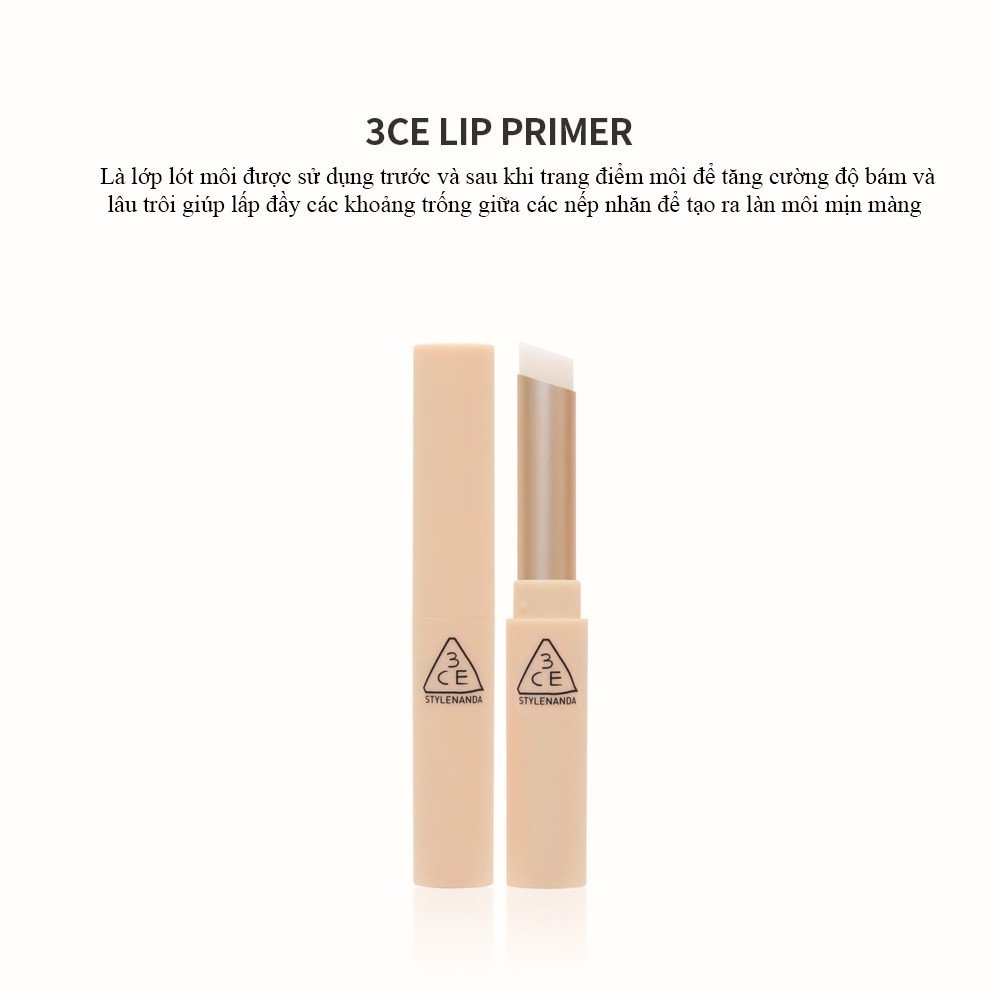 3CE LIP PRIMER
Là lớp lót môi được sử dụng trước và sau khi trang điểm môi để tăng cường độ bám và
lâu trôi giúp lấp đầy các khoảng trống giữa các nếp nhăn để tạo ra làn môi mịn màng
3
CE
STYLENANDA
3
CE
STYLENANDA